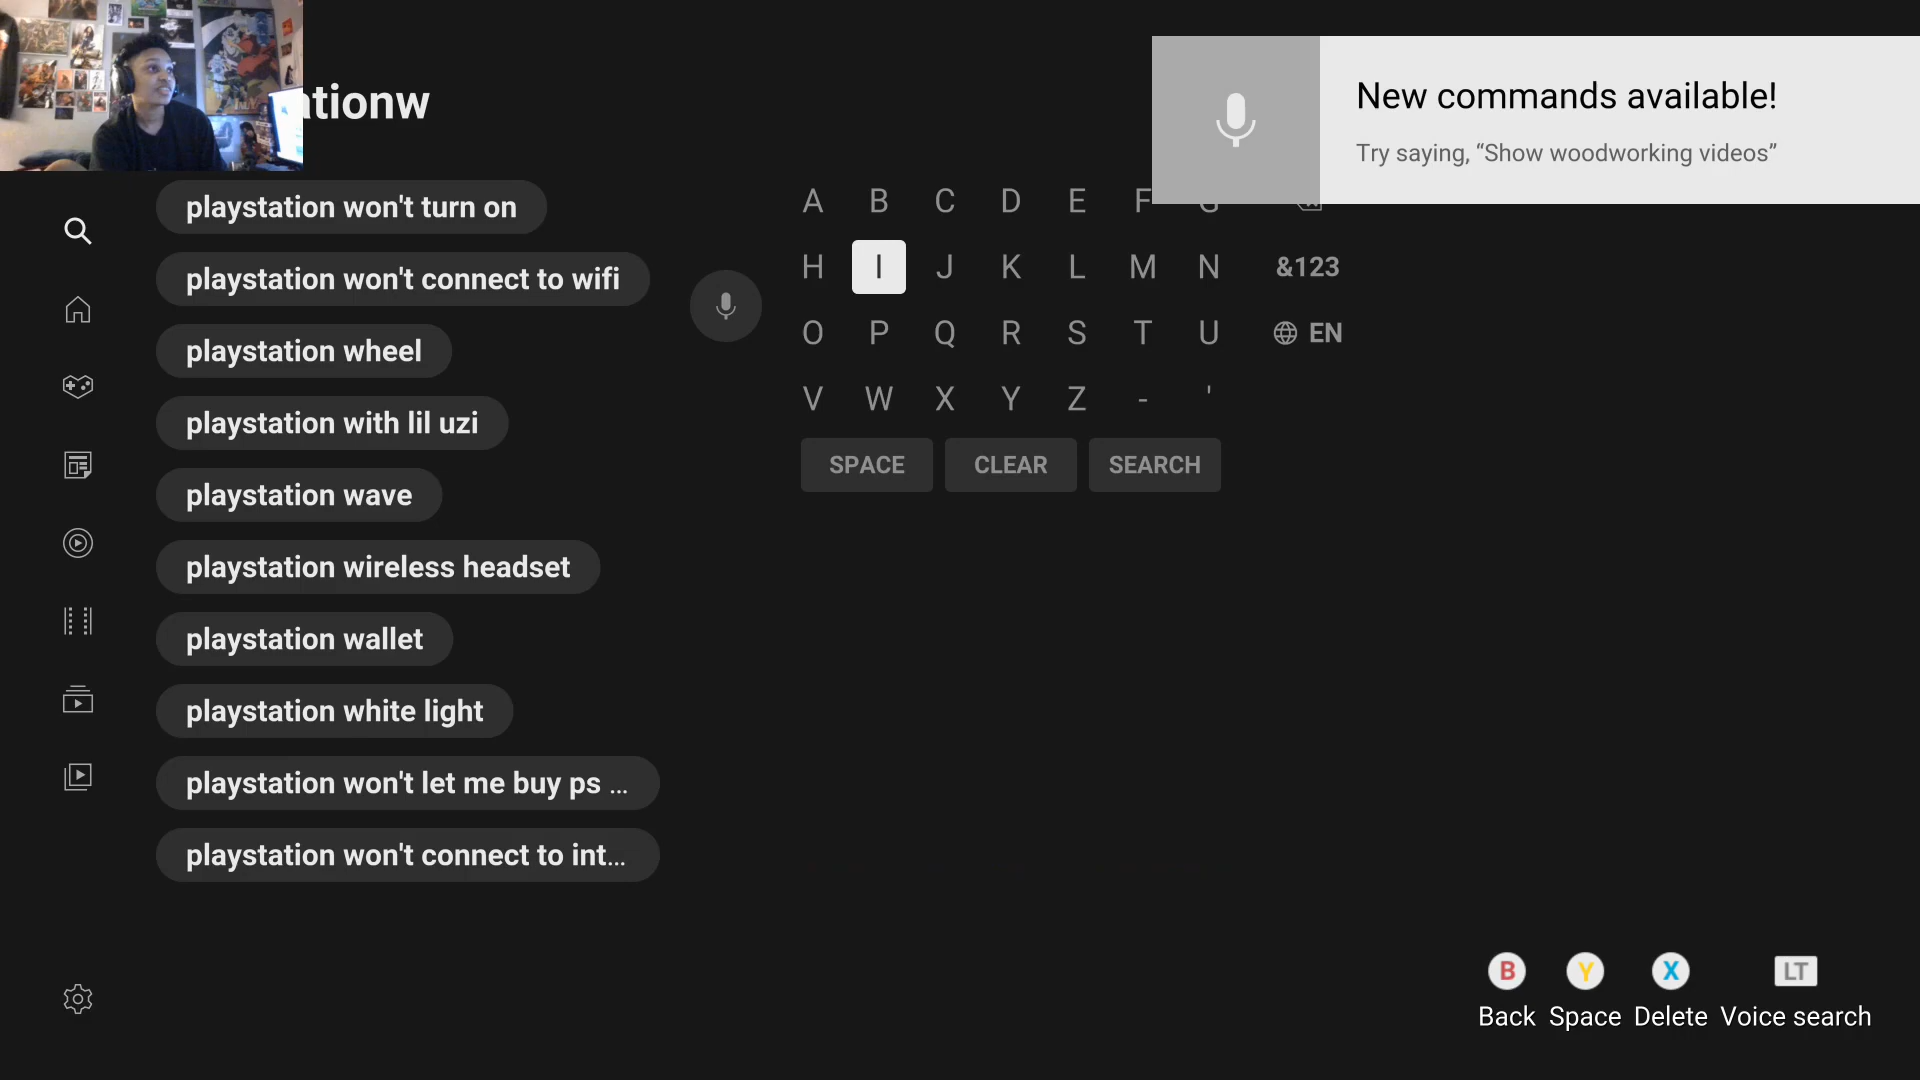 ationw
New commands available!
Try saying, “Show woodworking videos”
playstation won't turn on
playstation won't connect to wifi
playstation wheel
playstation with lil uzi
playstation wave
playstation wireless headset
playstation wallet
playstation white light
playstation won't let me buy ps ...
playstation won't connect to int...
A B C D E F G
H I J K L M N &123
O P Q R S T U EN
V W X Y Z - '
SPACE CLEAR SEARCH
B Y X LT
Back Space Delete Voice search